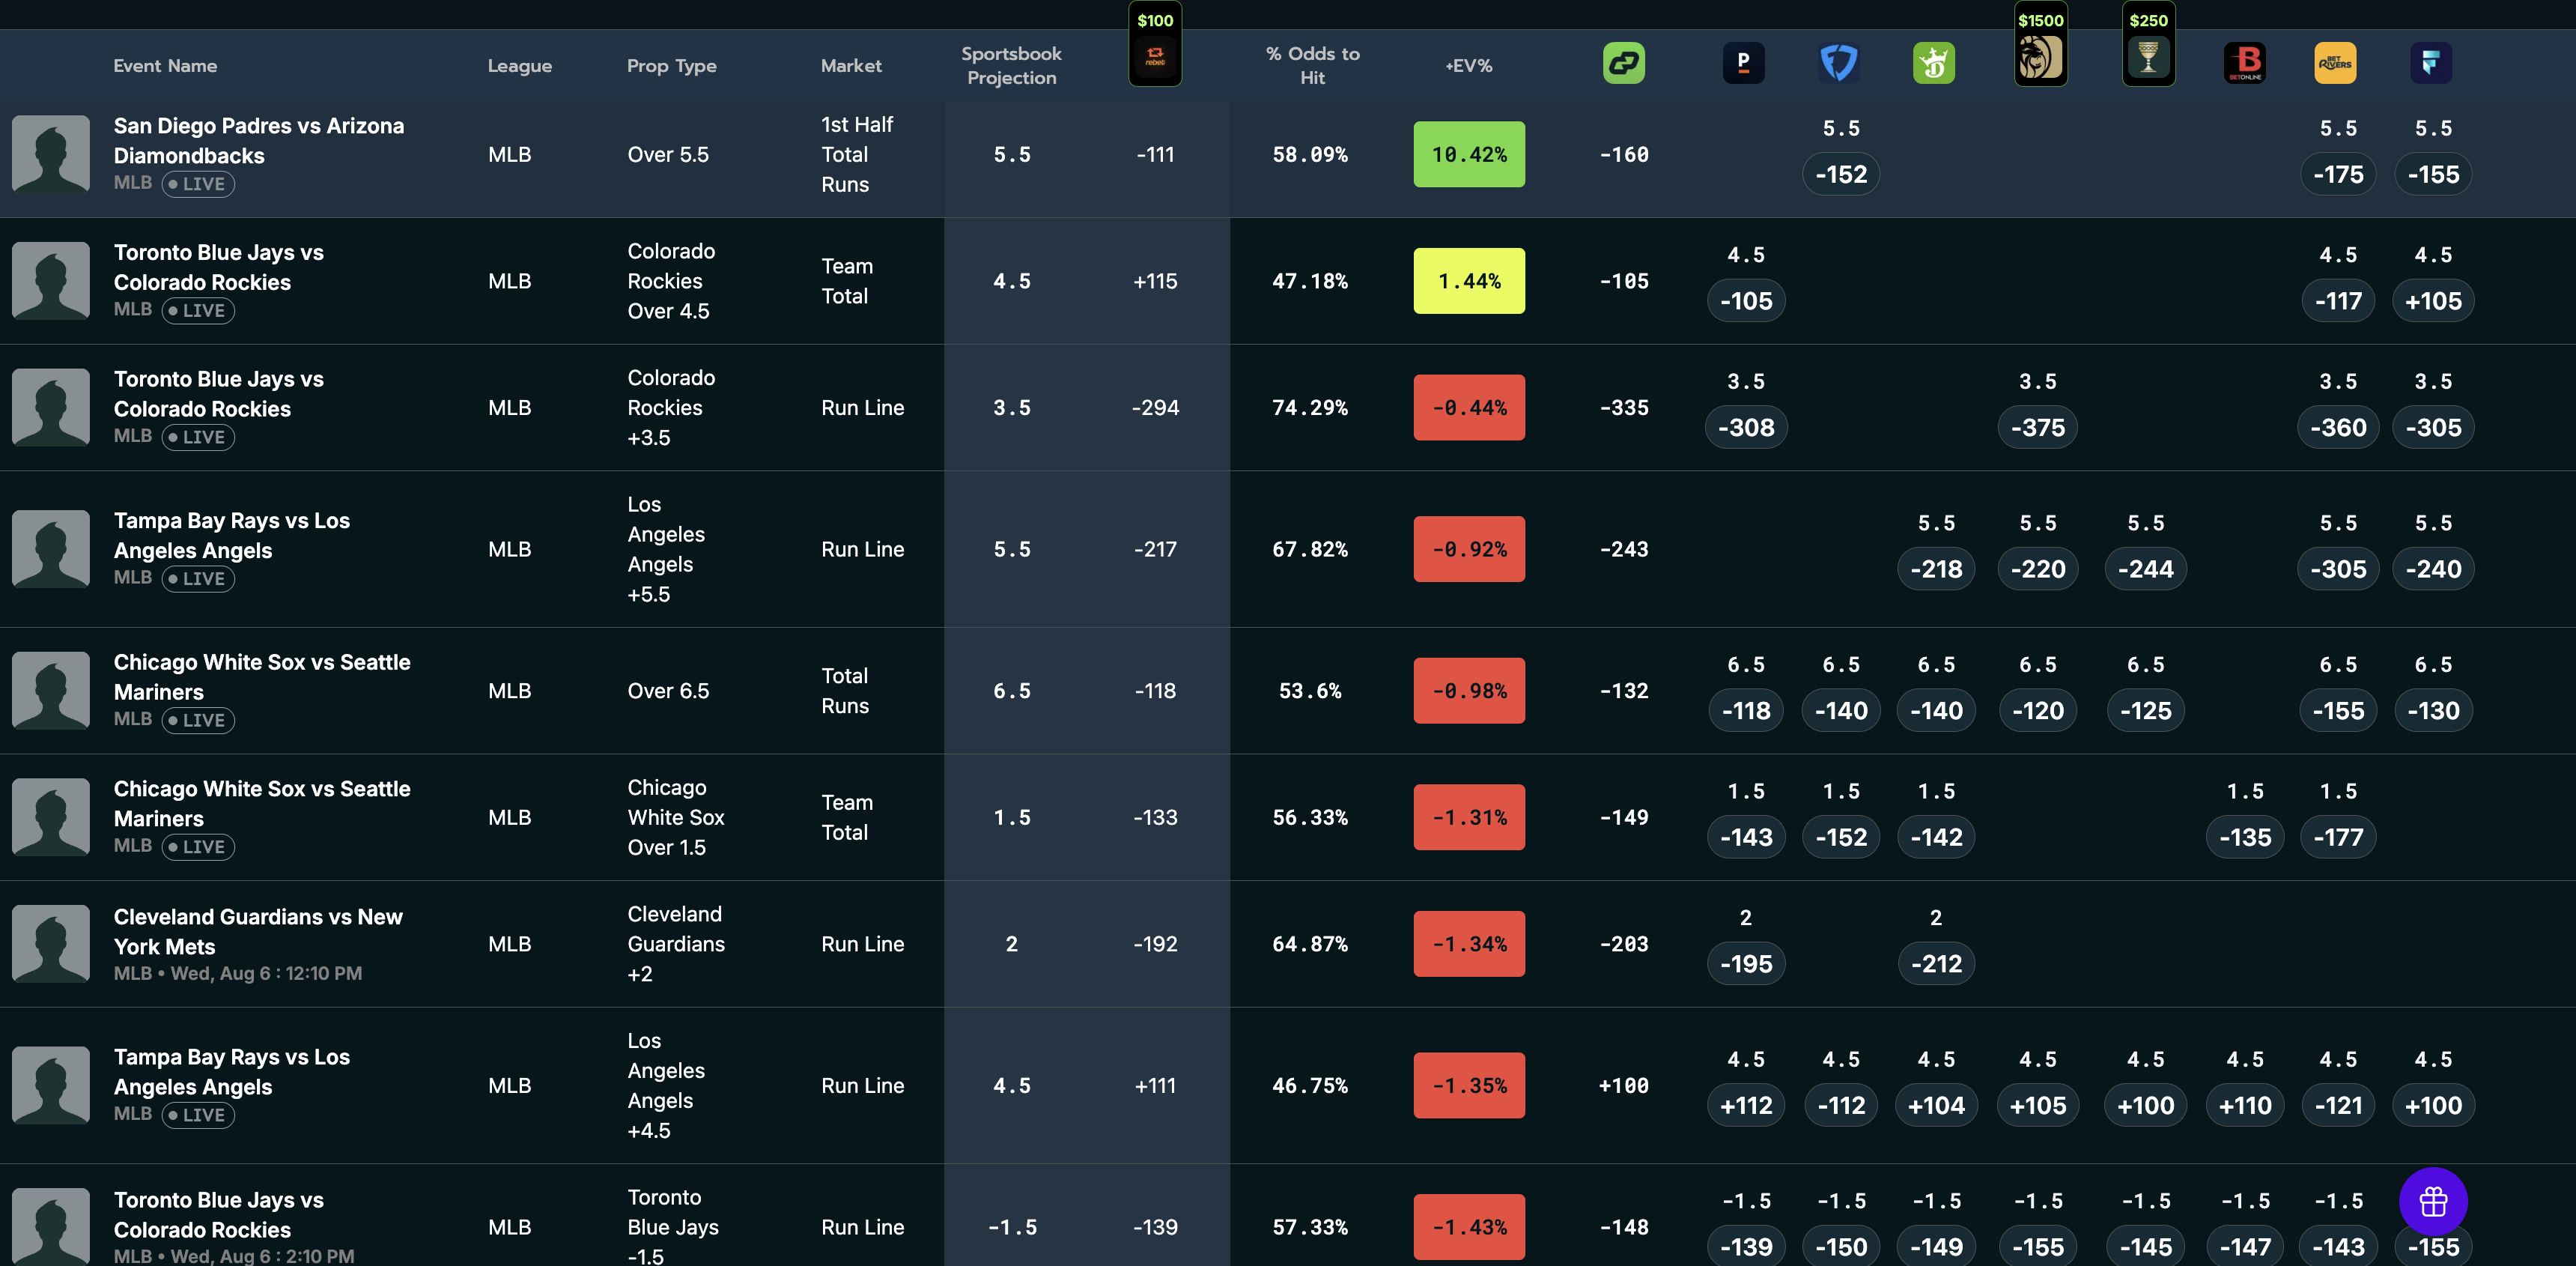 $100
$1500
$250
Event Name
League
Prop Type
Market
Sportsbook
Projection
rebet
% Odds to
Hit
+EV%
P
BETONLINE
BET
RIVERS
San Diego Padres vs Arizona
Diamondbacks
MLB LIVE
MLB
Over 5.5
1st Half
Total
Runs
5.5
-111
58.09%
10.42%
-160
5.5
-152
5.5
-175
5.5
-155
Toronto Blue Jays vs
Colorado Rockies
MLB LIVE
MLB
Colorado
Rockies
Over 4.5
Team
Total
4.5
+115
47.18%
1.44%
-105
4.5
-105
4.5
-117
4.5
+105
Toronto Blue Jays vs
Colorado Rockies
MLB LIVE
MLB
Colorado
Rockies
+3.5
Run Line
3.5
-294
74.29%
-0.44%
-335
3.5
-308
3.5
-375
3.5
-360
3.5
-305
Tampa Bay Rays vs Los
Angeles Angels
MLB LIVE
MLB
Los
Angeles
Angels
+5.5
Run Line
5.5
-217
67.82%
-0.92%
-243
5.5
-218
5.5
-220
5.5
-244
5.5
-305
5.5
-240
Chicago White Sox vs Seattle
Mariners
MLB LIVE
MLB
Over 6.5
Total
Runs
6.5
-118
53.6%
-0.98%
-132
6.5
-118
6.5
-140
6.5
-140
6.5
-120
6.5
-125
6.5
-155
6.5
-130
Chicago White Sox vs Seattle
Mariners
MLB LIVE
MLB
Chicago
White Sox
Over 1.5
Team
Total
1.5
-133
56.33%
-1.31%
-149
1.5
-143
1.5
-152
1.5
-142
1.5
-135
1.5
-177
Cleveland Guardians vs New
York Mets
MLB • Wed, Aug 6 : 12:10 PM
MLB
Cleveland
Guardians
+2
Run Line
2
-192
64.87%
-1.34%
-203
2
-195
2
-212
Tampa Bay Rays vs Los
Angeles Angels
MLB LIVE
MLB
Los
Angeles
Angels
+4.5
Run Line
4.5
+111
46.75%
-1.35%
+100
4.5
+112
4.5
-112
4.5
+104
4.5
+105
4.5
+100
4.5
+110
4.5
-121
4.5
+100
Toronto Blue Jays vs
Colorado Rockies
MLB • Wed, Aug 6 : 2:10 PM
MLB
Toronto
Blue Jays
-1.5
Run Line
-1.5
-139
57.33%
-1.43%
-148
-1.5
-139
-1.5
-150
-1.5
-149
-1.5
-155
-1.5
-145
-1.5
-147
-1.5
-143
-155